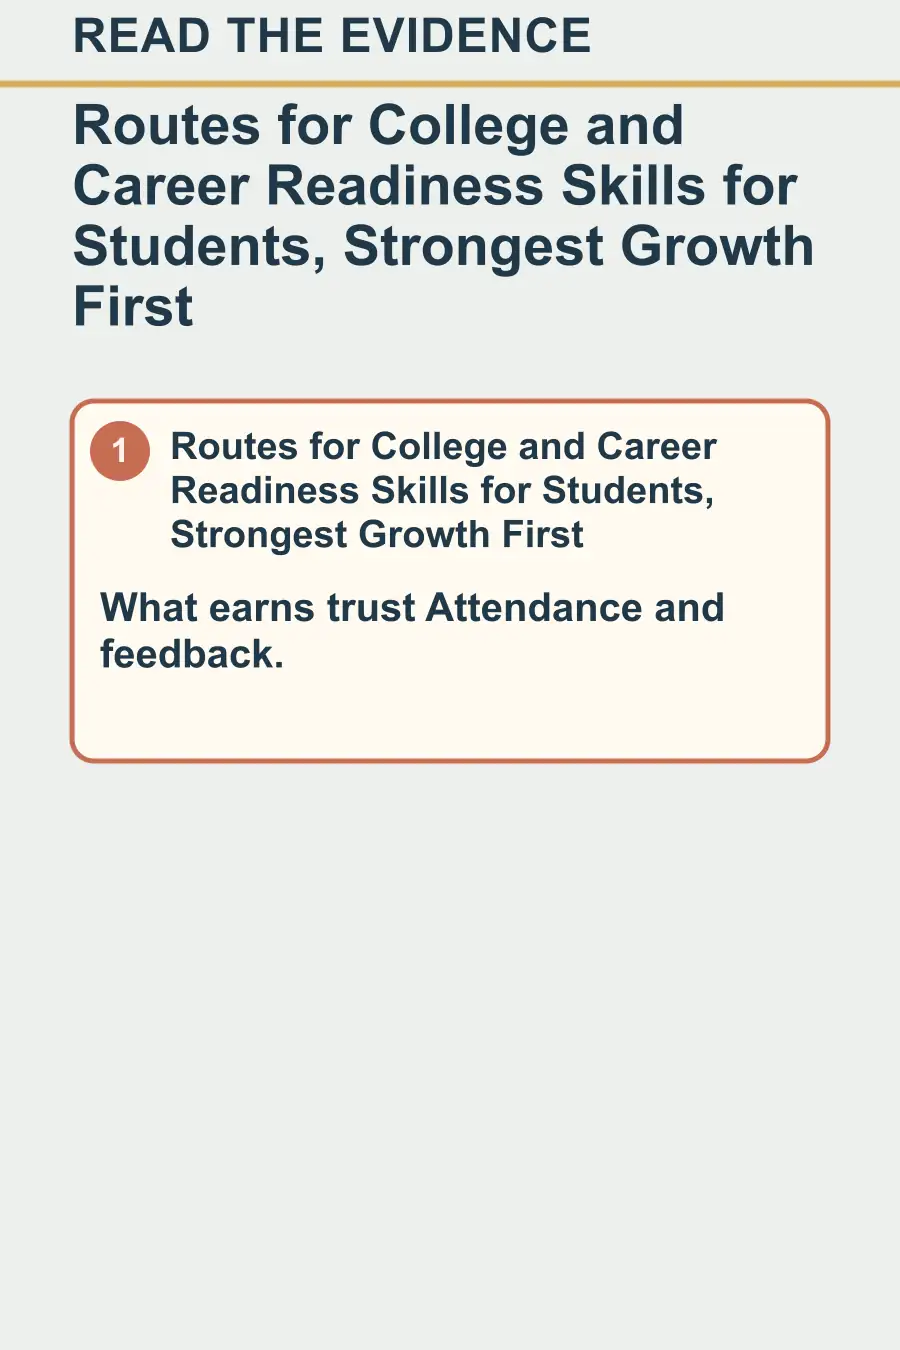 READ THE EVIDENCE
Routes for College and
Career Readiness Skills for
Students, Strongest Growth
First
1
Routes for College and Career
Readiness Skills for Students,
Strongest Growth First
What earns trust Attendance and
feedback.